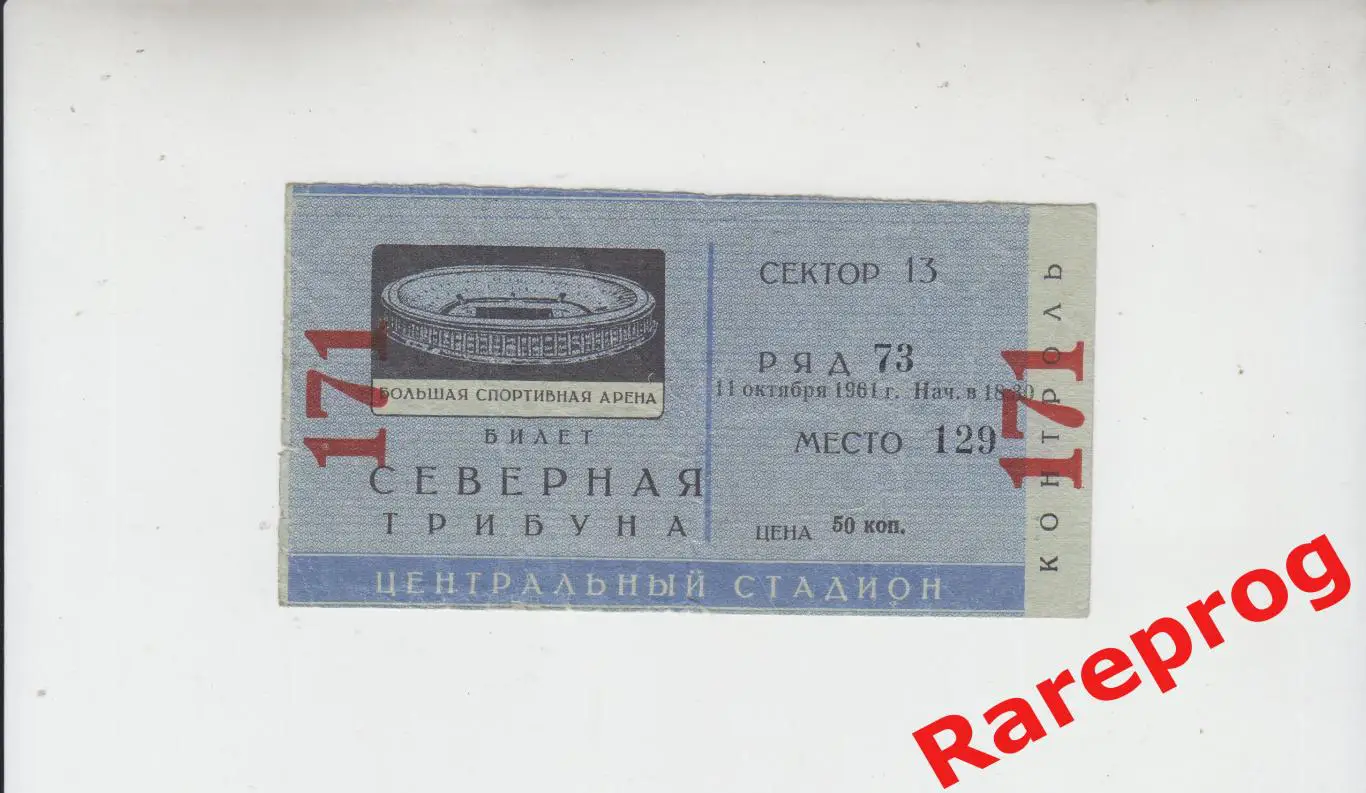 171
БОЛЬШАЯ СПОРТИВНАЯ АРЕНА
БИЛЕТ
СЕВЕРНАЯ
ТРИБУНА
СЕКТОР 13
РЯД 73
11 октября 1961 г. Нач. в 18.30
МЕСТО 129
ЦЕНА 50 коп.
ЦЕНТРАЛЬНЫЙ СТАДИОН
КОНТРОЛЬ
171
Rareprog